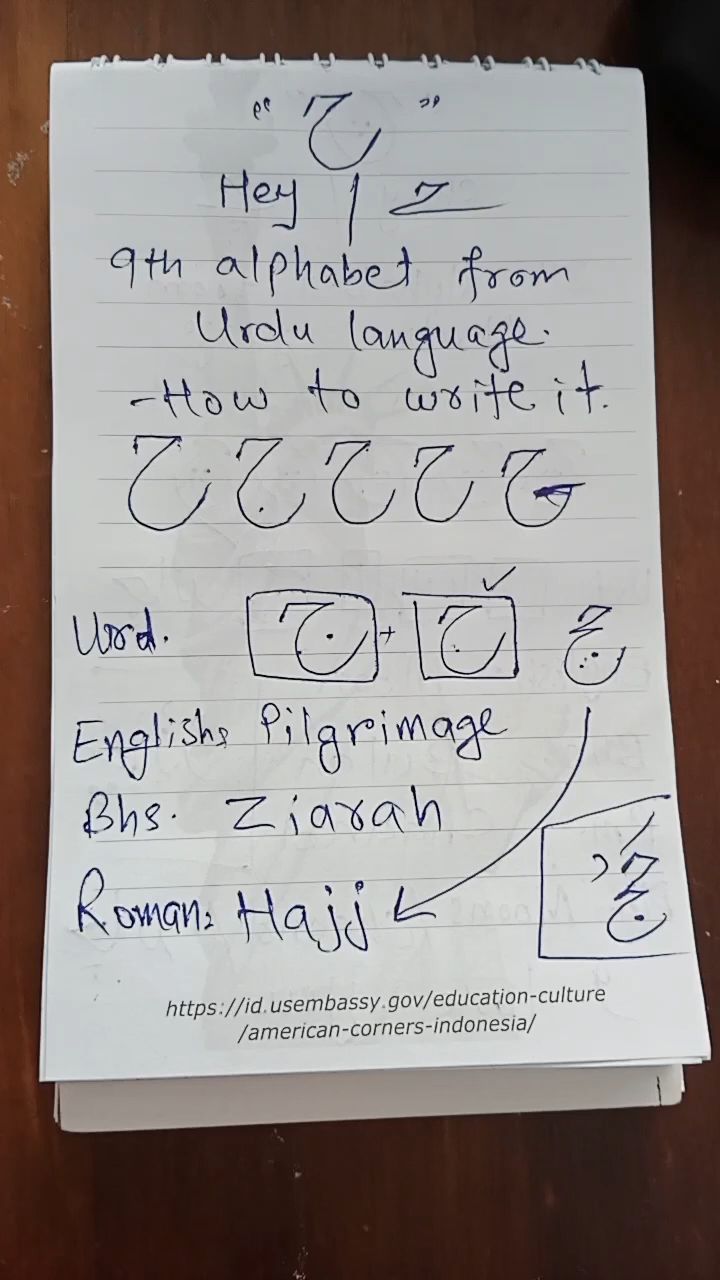 “ ح ”
Hey | ح
9th alphabet from
Urdu language.
-How to write it.
ح ح ح ح ح
Urd. ج + ح ✓ حج
English: Pilgrimage
Bhs. Ziarah
Roman: Hajj
حج
https://id.usembassy.gov/education-culture
/american-corners-indonesia/